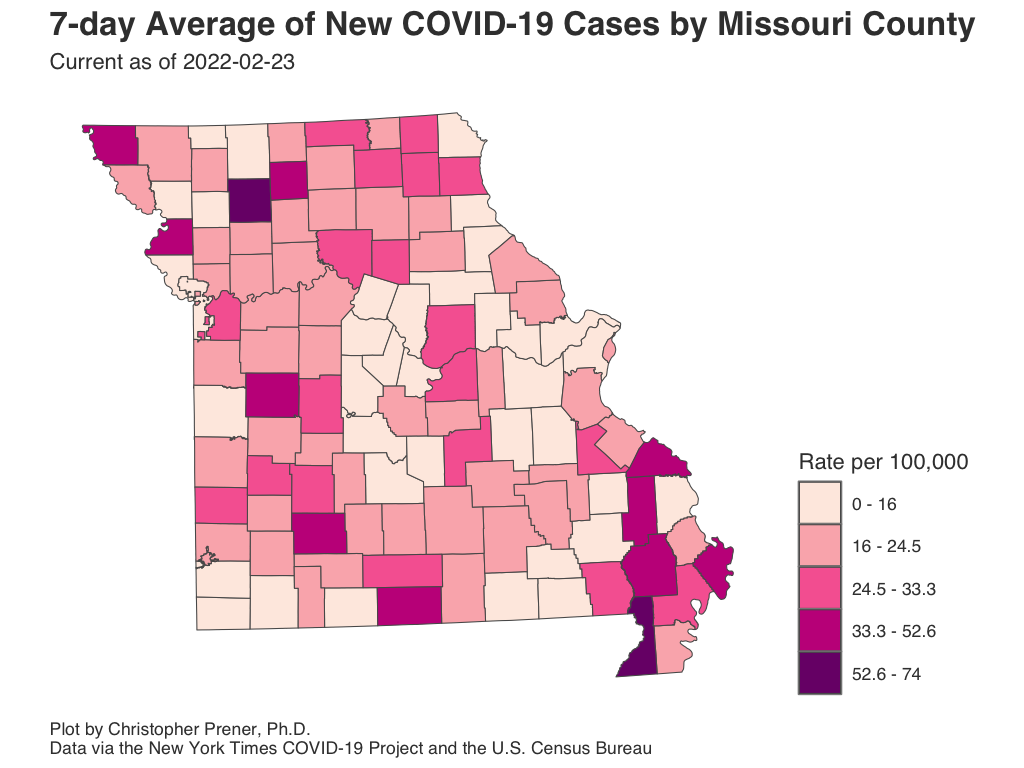 7-day Average of New COVID-19 Cases by Missouri County
Current as of 2022-02-23
Rate per 100,000
0 - 16
16 - 24.5
24.5 - 33.3
33.3 - 52.6
52.6 - 74
Plot by Christopher Prener, Ph.D.
Data via the New York Times COVID-19 Project and the U.S. Census Bureau